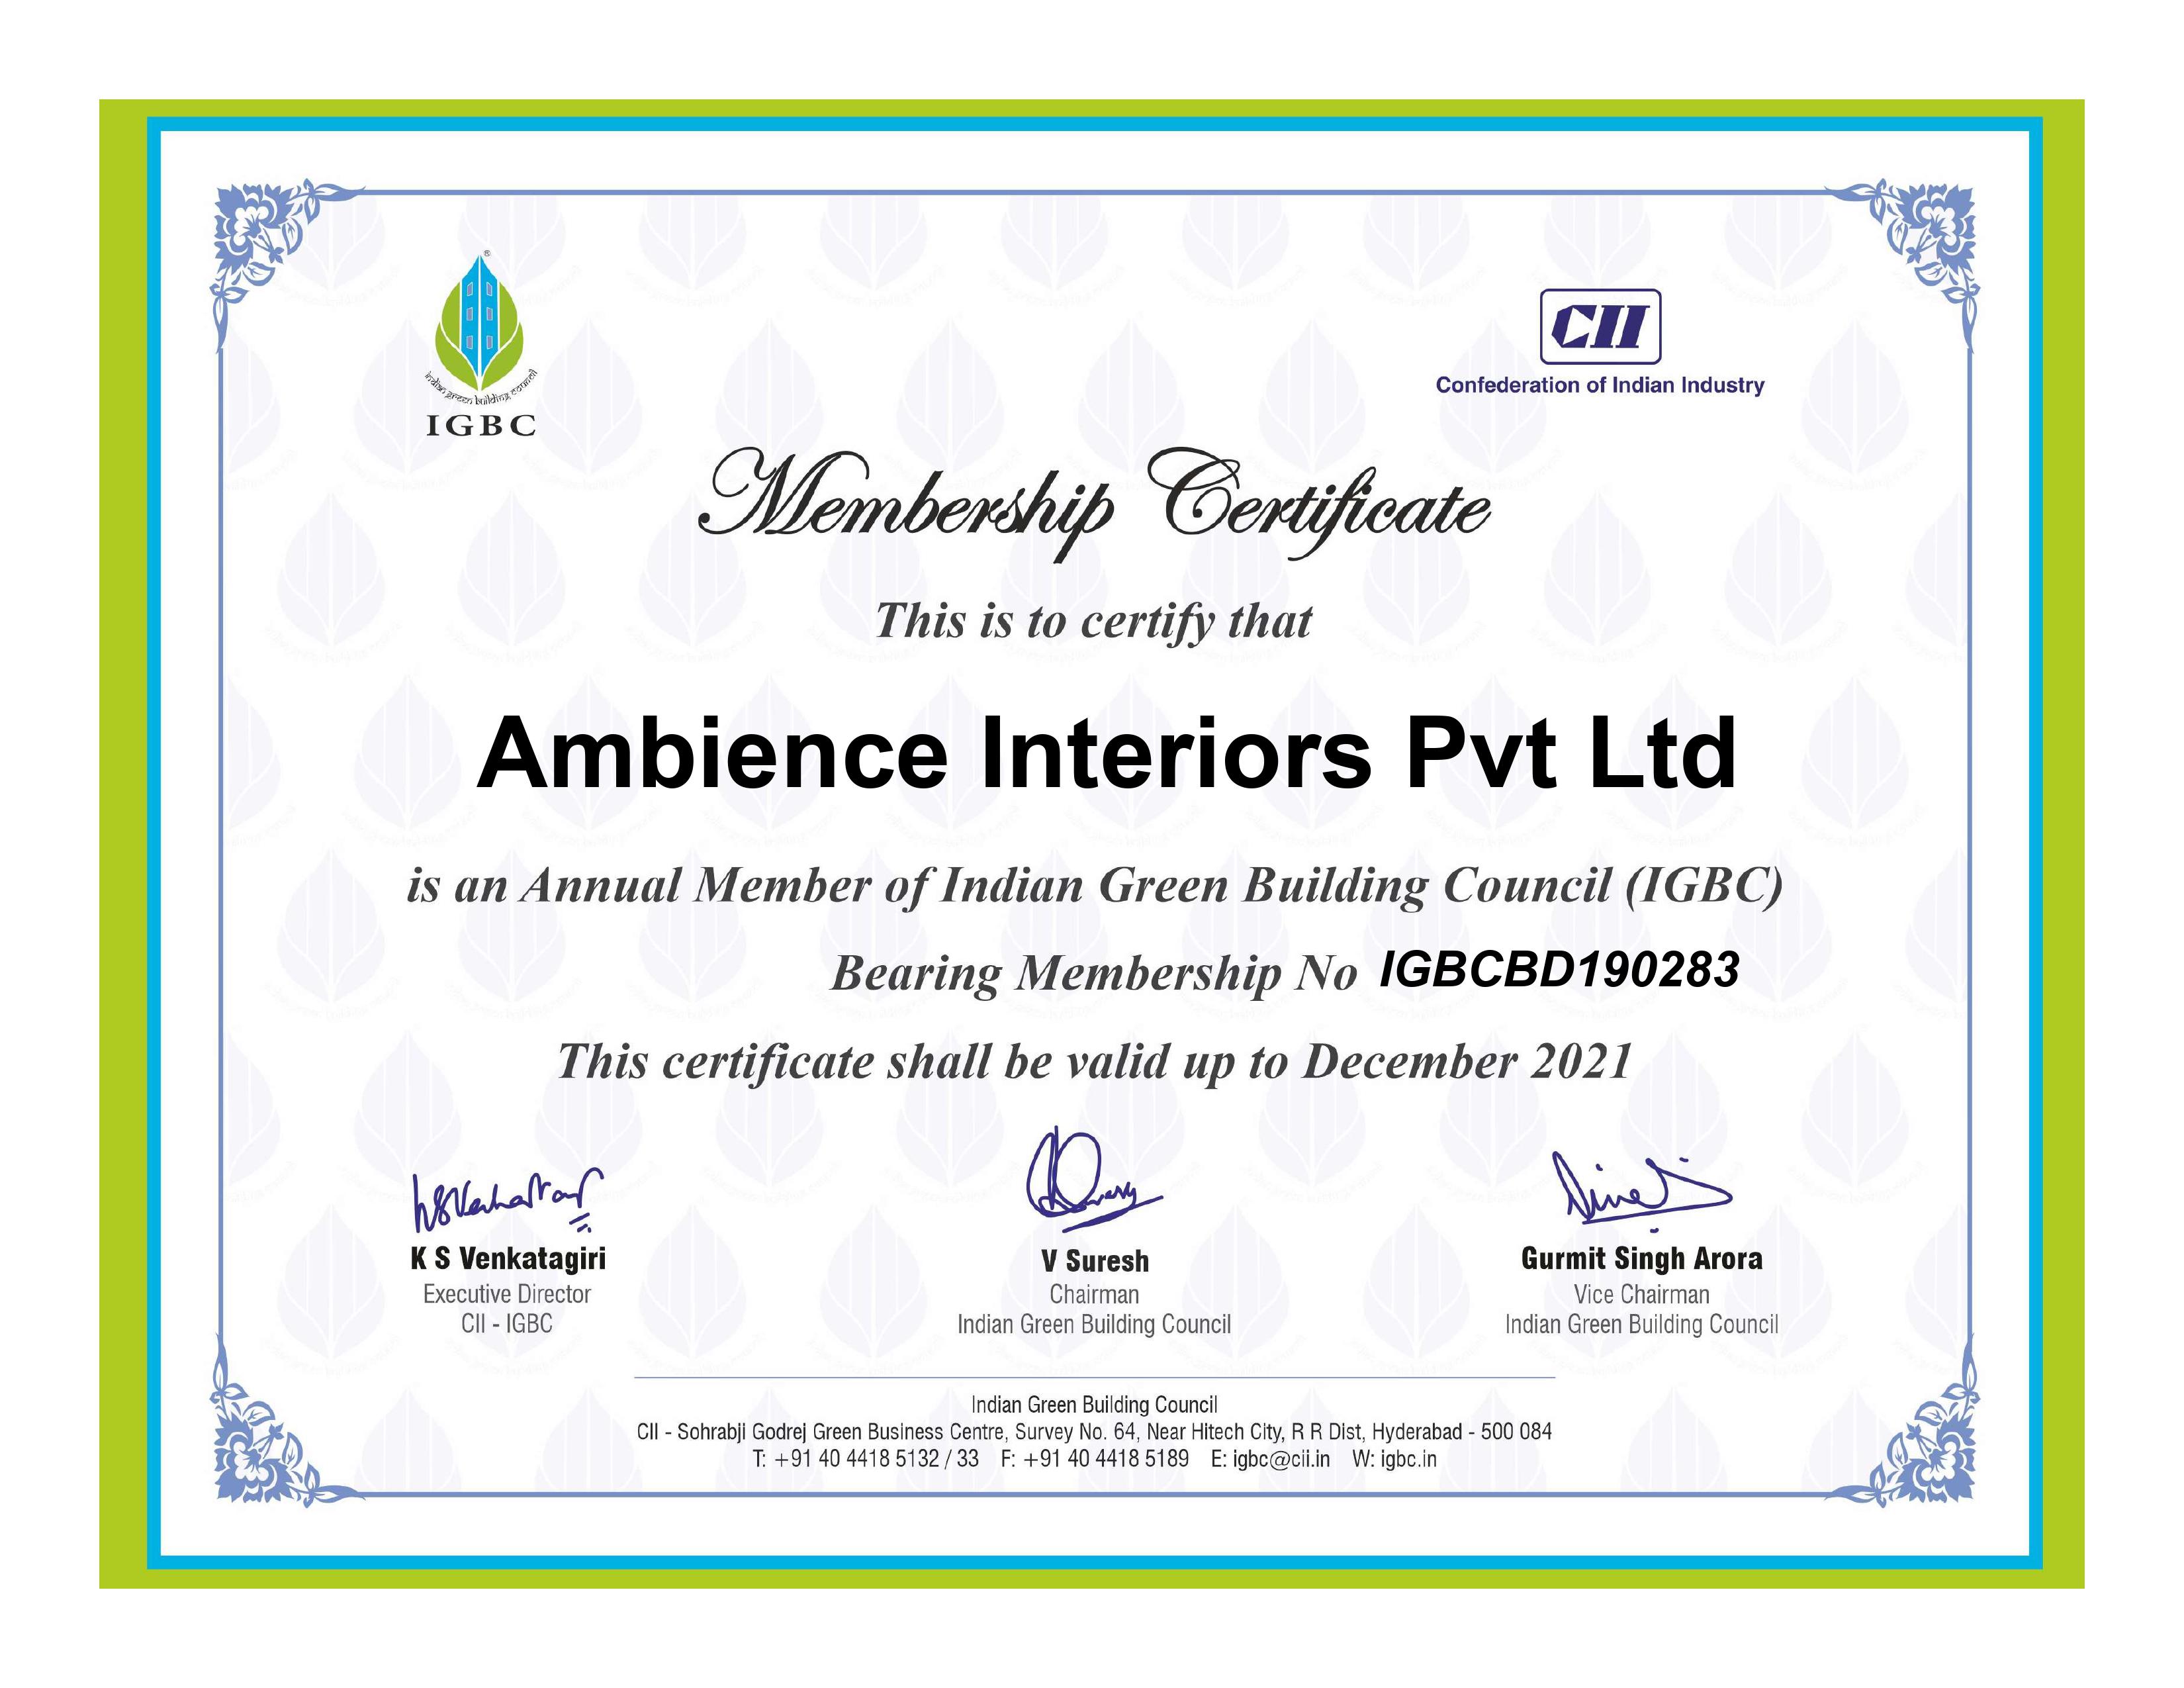 indian green building council
IGBC
CII
Confederation of Indian Industry
Membership Certificate
This is to certify that
Ambience Interiors Pvt Ltd
is an Annual Member of Indian Green Building Council (IGBC)
Bearing Membership No IGBCBD190283
This certificate shall be valid up to December 2021
K S Venkatagiri
Executive Director
CII - IGBC
V Suresh
Chairman
Indian Green Building Council
Gurmit Singh Arora
Vice Chairman
Indian Green Building Council
Indian Green Building Council
CII - Sohrabji Godrej Green Business Centre, Survey No. 64, Near Hitech City, R R Dist, Hyderabad - 500 084
T: +91 40 4418 5132 / 33 F: +91 40 4418 5189 E: igbc@cii.in W: igbc.in